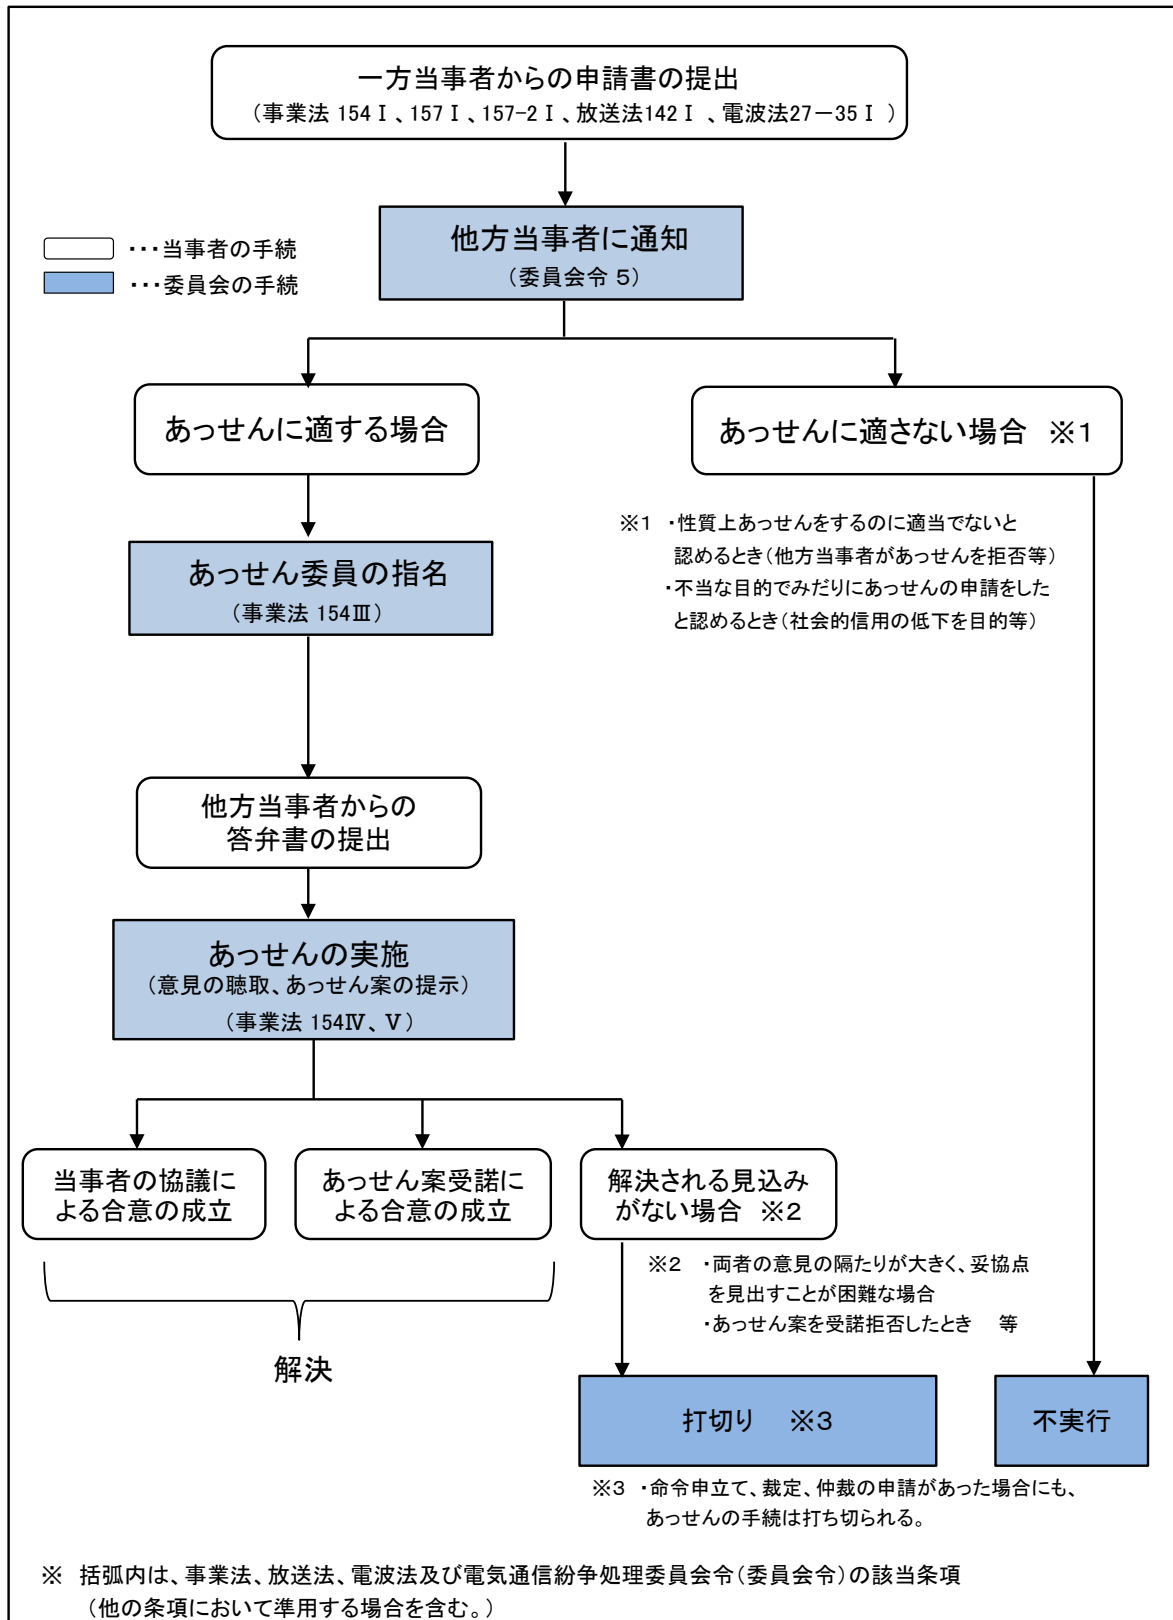 一方当事者からの申請書の提出
（事業法 154Ⅰ、157Ⅰ、157-2Ⅰ、放送法142Ⅰ、電波法27－35Ⅰ）
他方当事者に通知
（委員会令 5）
・・・当事者の手続
・・・委員会の手続
あっせんに適する場合
あっせんに適さない場合 ※1
※1 ・性質上あっせんをするのに適当でないと
認めるとき（他方当事者があっせんを拒否等）
・不当な目的でみだりにあっせんの申請をした
と認めるとき（社会的信用の低下を目的等）
あっせん委員の指名
（事業法 154Ⅲ）
他方当事者からの
答弁書の提出
あっせんの実施
（意見の聴取、あっせん案の提示）
（事業法 154Ⅳ、Ⅴ）
当事者の協議に
よる合意の成立
あっせん案受諾に
よる合意の成立
解決される見込み
がない場合 ※2
※2 ・両者の意見の隔たりが大きく、妥協点
を見出すことが困難な場合
・あっせん案を受諾拒否したとき 等
解決
打切り ※3
不実行
※3 ・命令申立て、裁定、仲裁の申請があった場合にも、
あっせんの手続は打ち切られる。
※ 括弧内は、事業法、放送法、電波法及び電気通信紛争処理委員会令（委員会令）の該当条項
（他の条項において準用する場合を含む。）